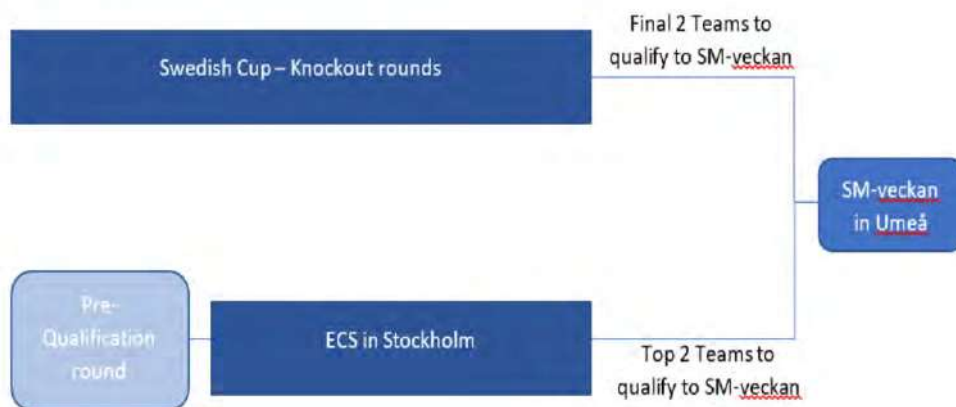 Final 2 Teams to
qualify to SM-veckan
Swedish Cup – Knockout rounds
SM-veckan
in Umeå
Pre-
Qualification
round
ECS in Stockholm
Top 2 Teams to
qualify to SM-veckan